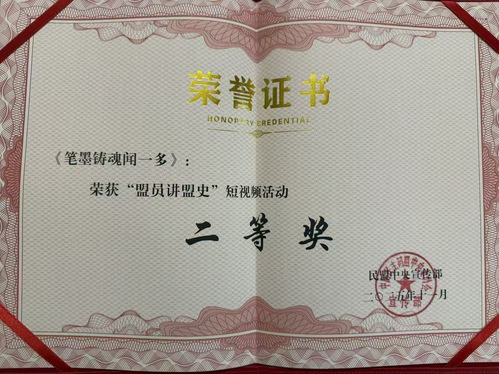 荣誉证书
HONORARY CREDENTIAL
《笔墨铸魂闻一多》：
荣获“盟员讲盟史”短视频活动
二等奖
民盟中央宣传部
二〇二五年十一月